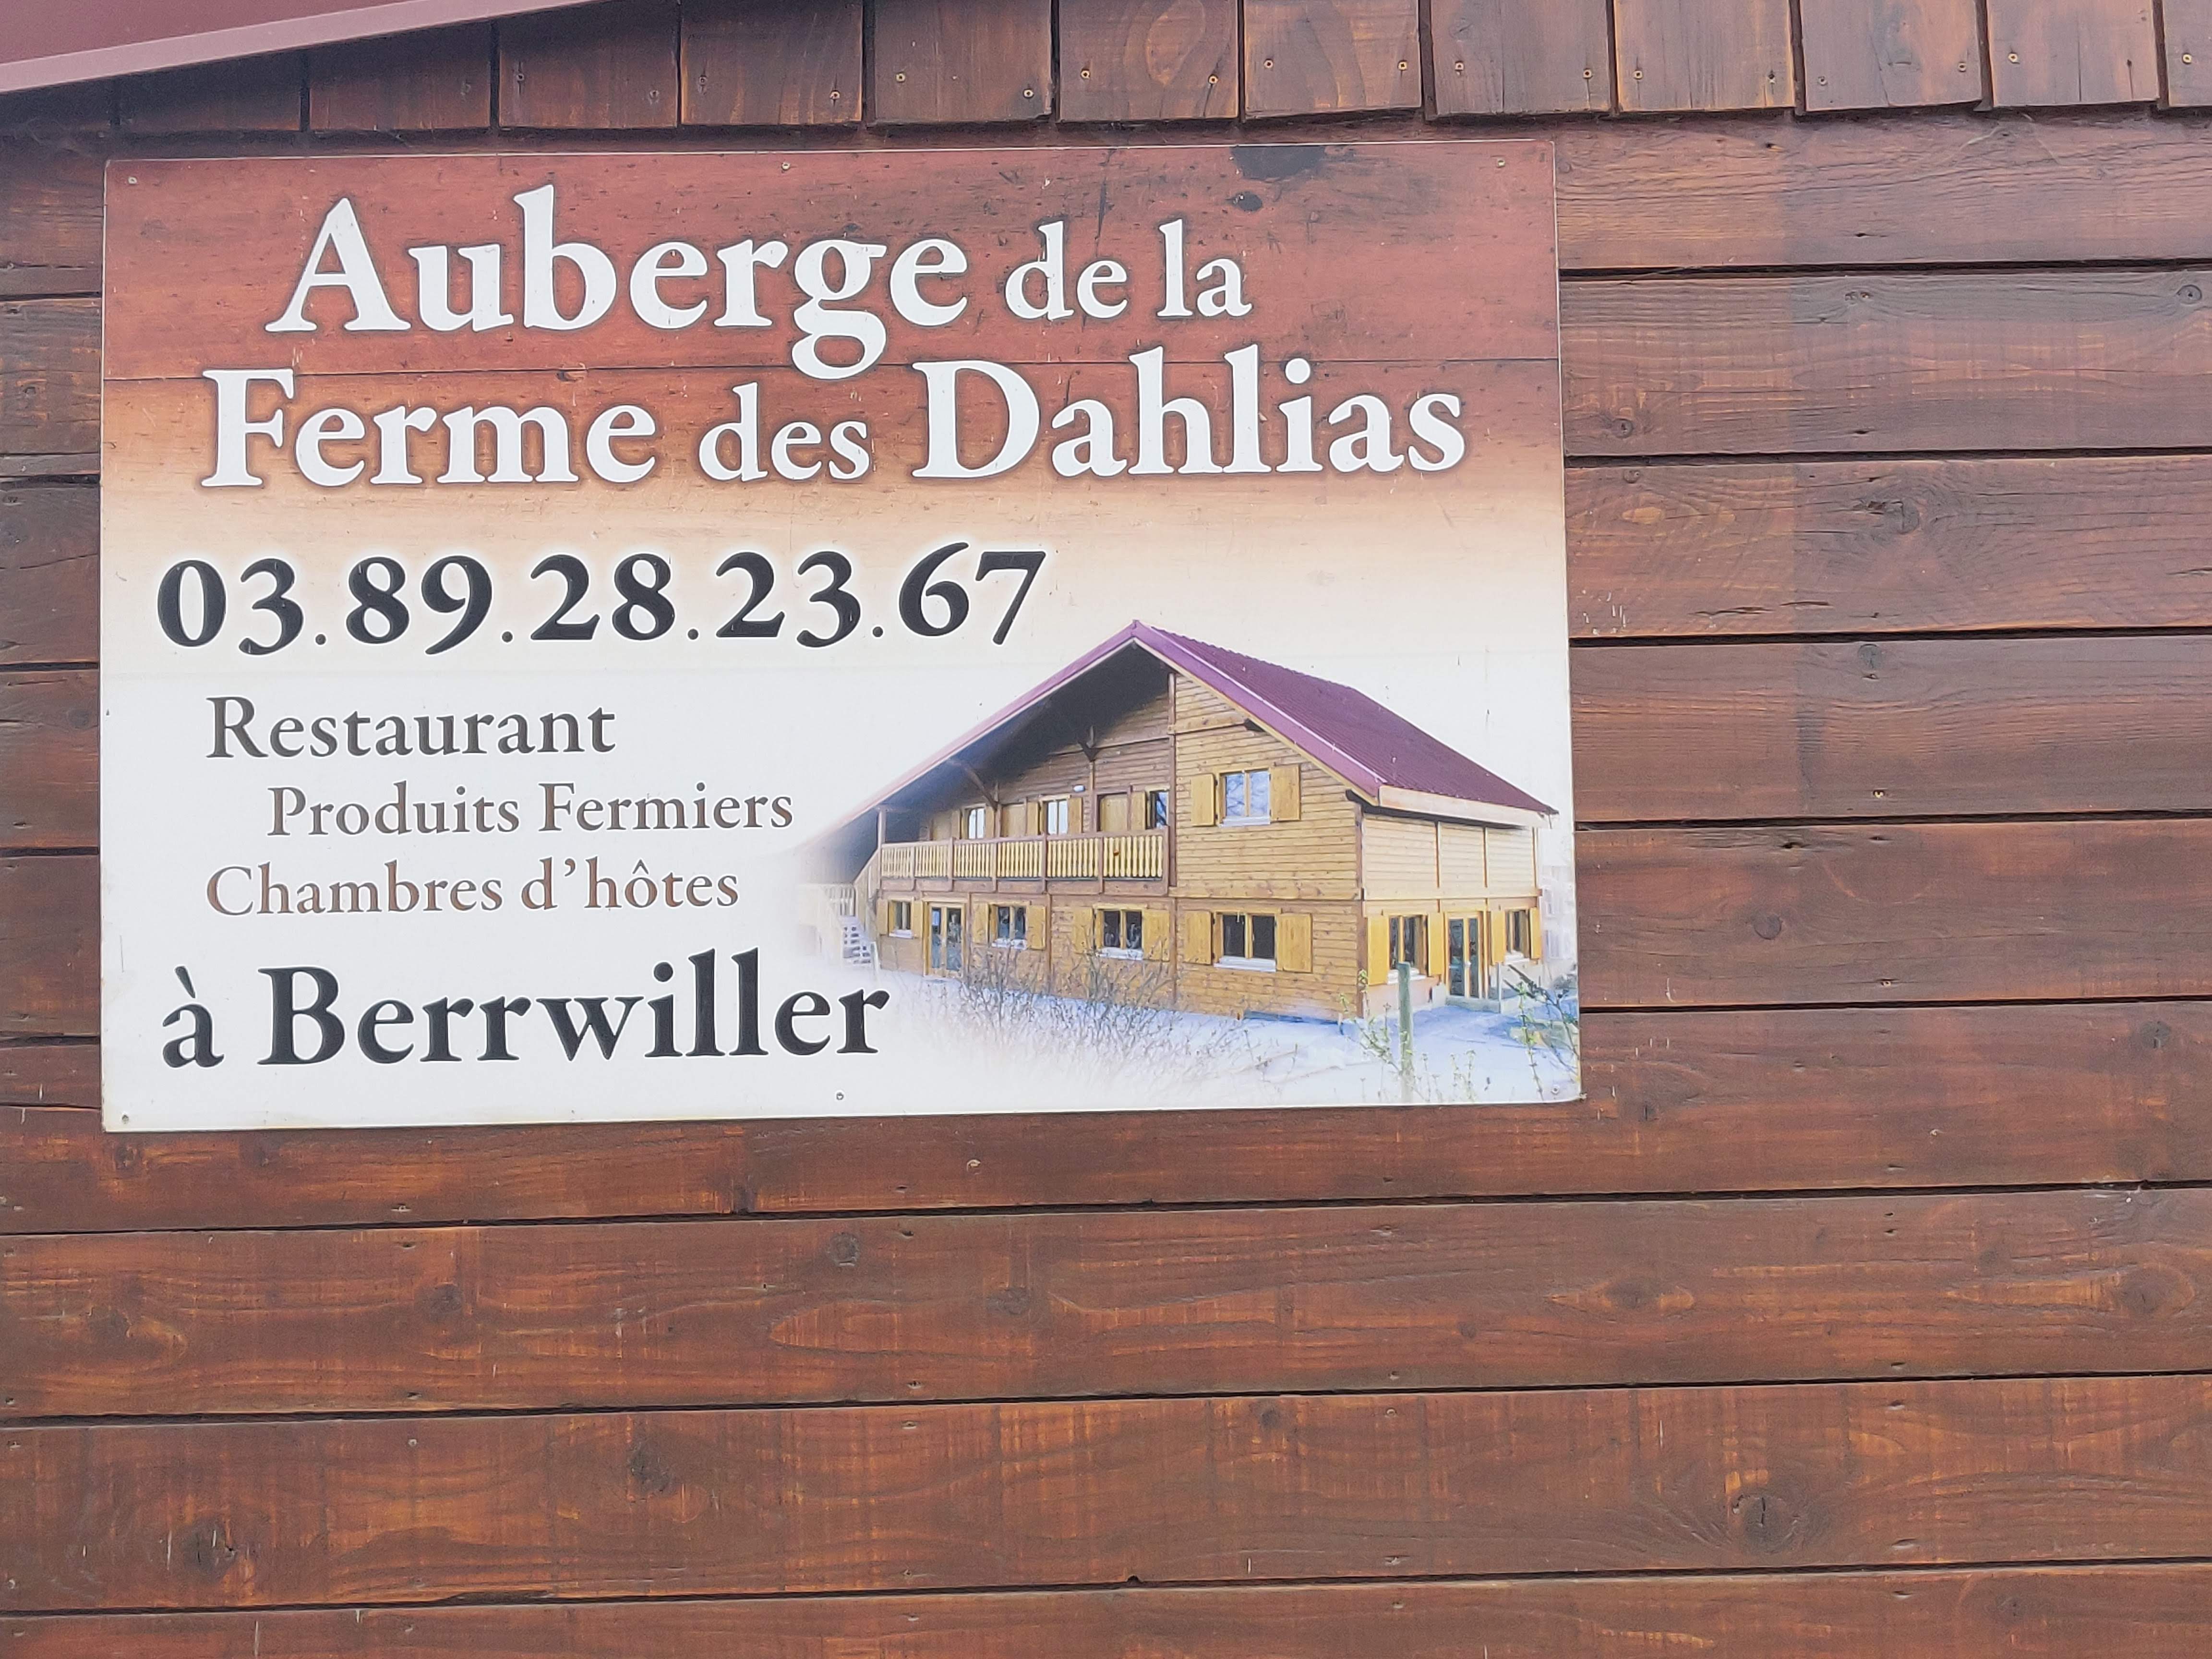 Auberge de la
Ferme des Dahlias
03.89.28.23.67
Restaurant
Produits Fermiers
Chambres d'hôtes
à Berrwiller